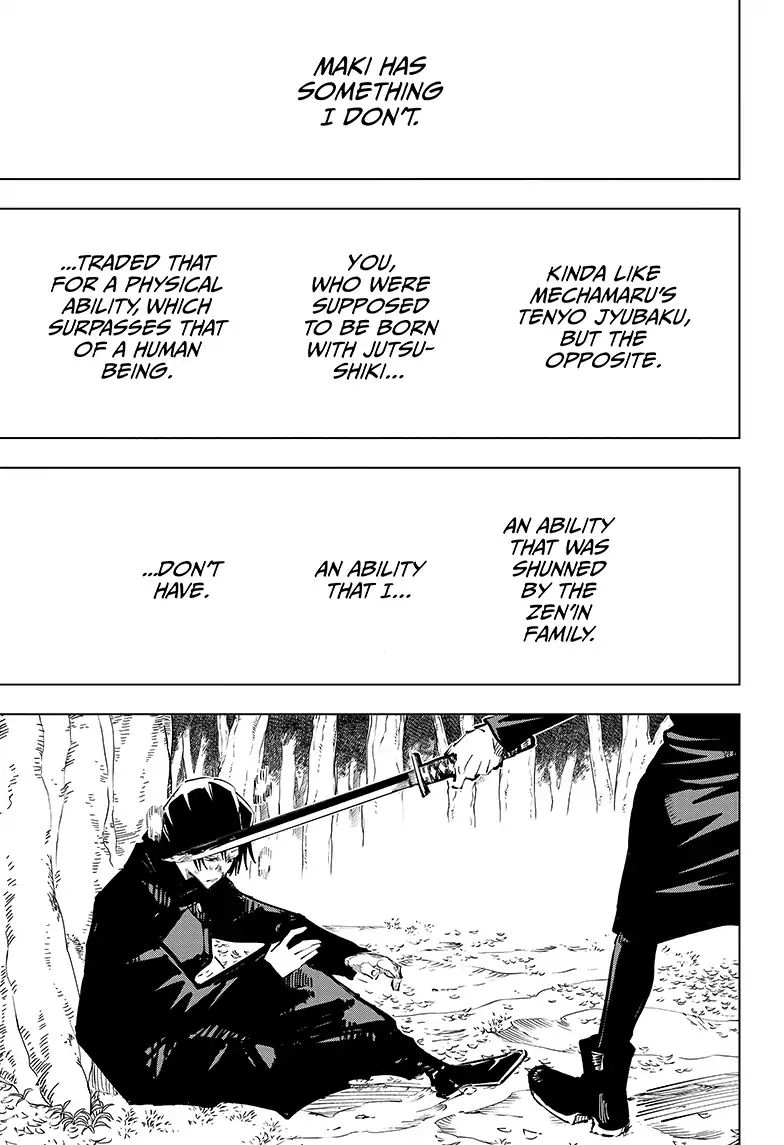 MAKI HAS
SOMETHING
I DON'T.
KINDA LIKE
MECHAMARU'S
TENYO JYUBAKU,
BUT THE
OPPOSITE.
YOU,
WHO WERE
SUPPOSED
TO BE BORN
WITH JUTSU-
SHIKI...
...TRADED THAT
FOR A PHYSICAL
ABILITY, WHICH
SURPASSES THAT
OF A HUMAN
BEING.
AN ABILITY
THAT WAS
SHUNNED
BY THE
ZEN'IN
FAMILY.
AN ABILITY
THAT I...
...DON'T
HAVE.